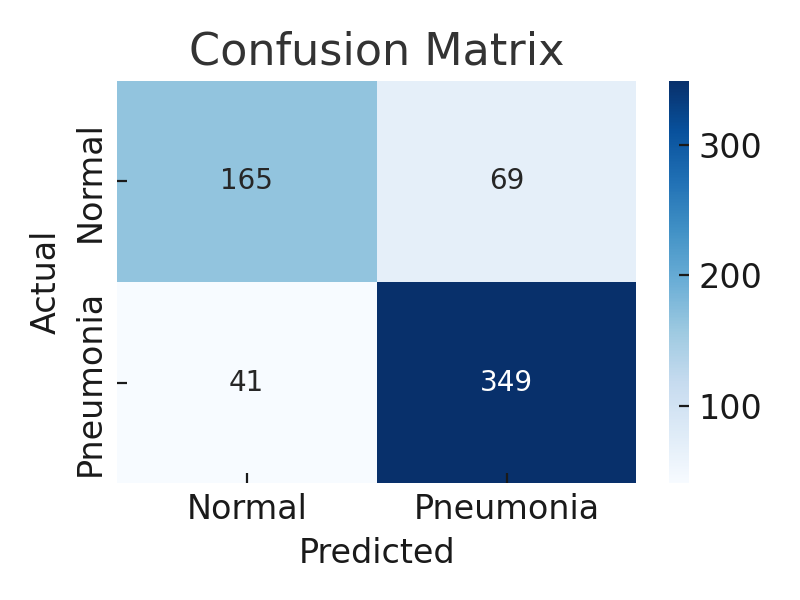 Confusion Matrix
Actual
Normal
165
69
Pneumonia
41
349
Normal
Pneumonia
Predicted
300
200
100